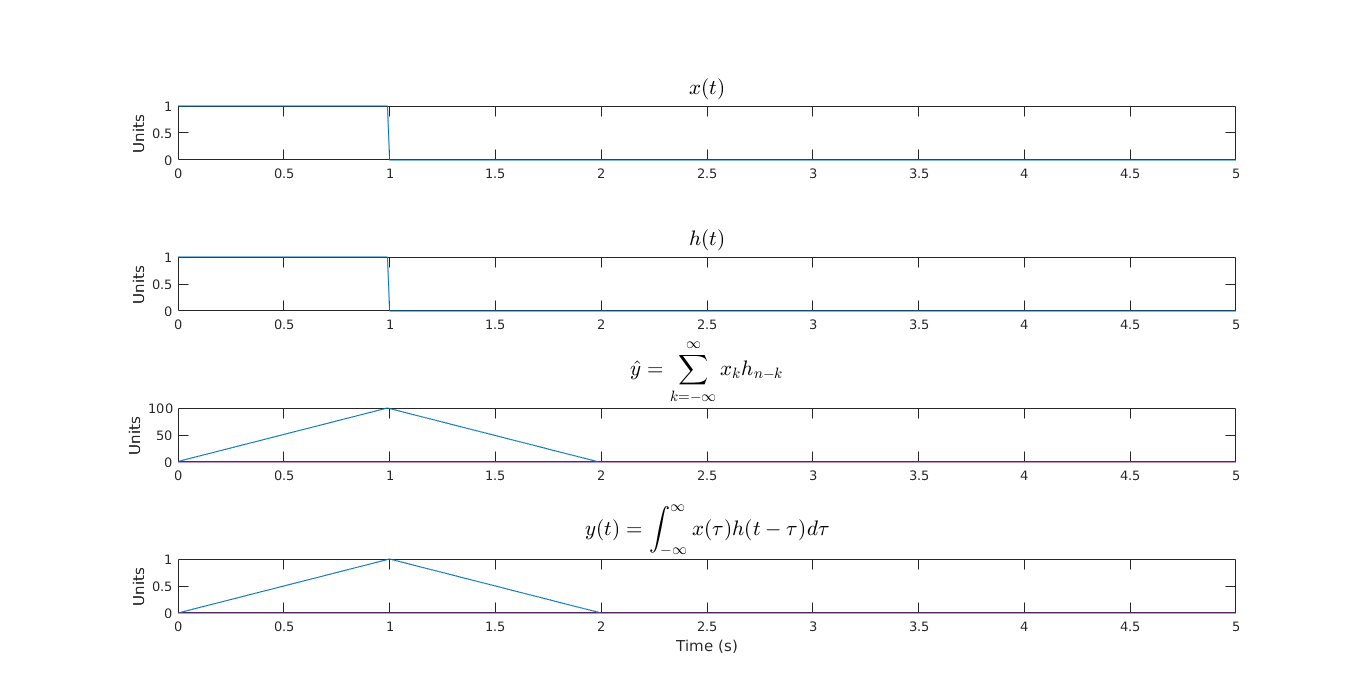 x(t)
Units
1
0.5
0
0 0.5 1 1.5 2 2.5 3 3.5 4 4.5 5
h(t)
Units
1
0.5
0
0 0.5 1 1.5 2 2.5 3 3.5 4 4.5 5
ŷ = ∑_{k=-∞}^{∞} x_k h_{n-k}
Units
100
50
0
0 0.5 1 1.5 2 2.5 3 3.5 4 4.5 5
y(t) = ∫_{-∞}^{∞} x(τ)h(t − τ)dτ
Units
1
0.5
0
0 0.5 1 1.5 2 2.5 3 3.5 4 4.5 5
Time (s)